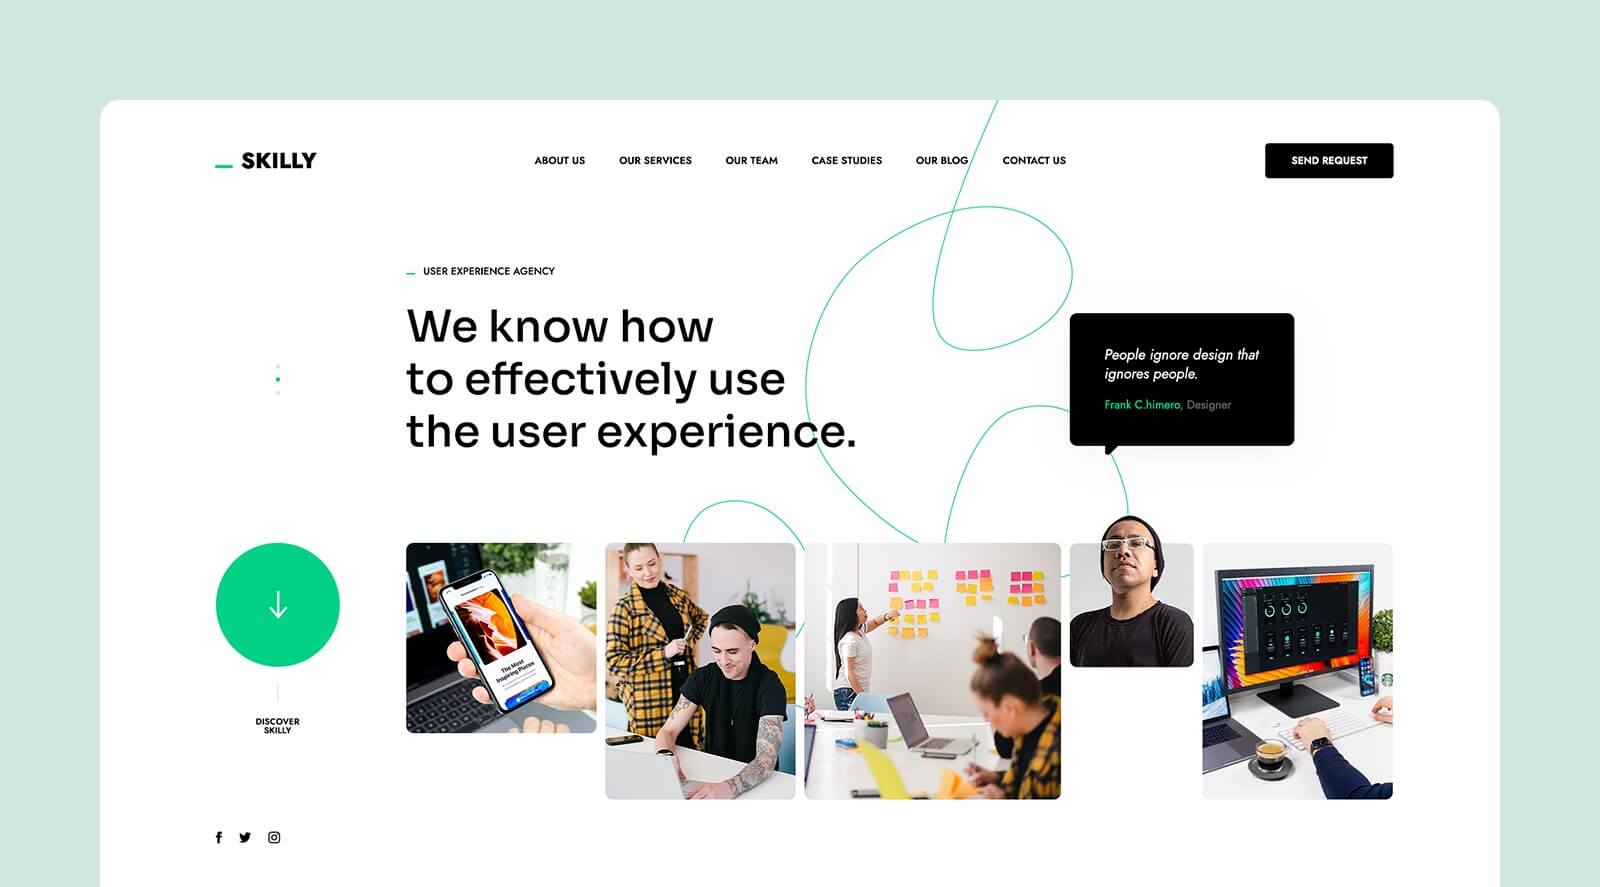 SKILLY
ABOUT US
OUR SERVICES
OUR TEAM
CASE STUDIES
OUR BLOG
CONTACT US
SEND REQUEST
USER EXPERIENCE AGENCY
We know how
to effectively use
the user experience.
People ignore design that
ignores people.
Frank C.himero, Designer
The Most
Inspiring Places
DISCOVER
SKILLY